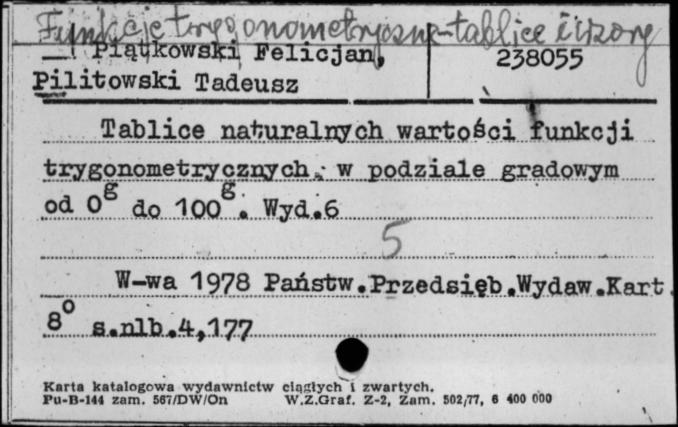 Funkcje trygonometryczne-tablice i wzory
Piątkowski Felicjan, 238055
Pilitowski Tadeusz
Tablice naturalnych wartości funkcji
trygonometrycznych w podziale gradowym
od 0g do 100g. Wyd.6
5
W-wa 1978 Państw.Przedsięb.Wydaw.Kart.
8o s.nlb.4,177
Karta katalogowa wydawnictw ciągłych i zwartych.
Pu-B-144 zam. 567/DW/On W.Z.Graf. Z-2, Zam. 502/77, 6 400 000